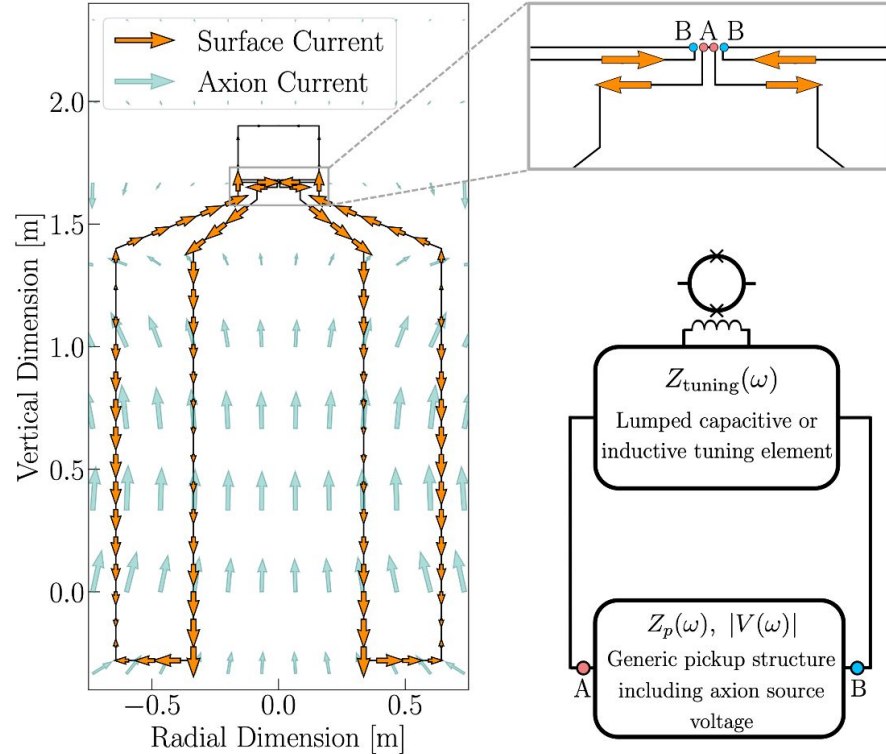 Surface Current
Axion Current
Vertical Dimension [m]
2.0
1.5
1.0
0.5
0.0
−0.5
0.0
0.5
Radial Dimension [m]
B A B
Z_tuning(ω)
Lumped capacitive or
inductive tuning element
Z_p(ω), |V(ω)|
Generic pickup structure
including axion source
voltage
A
B